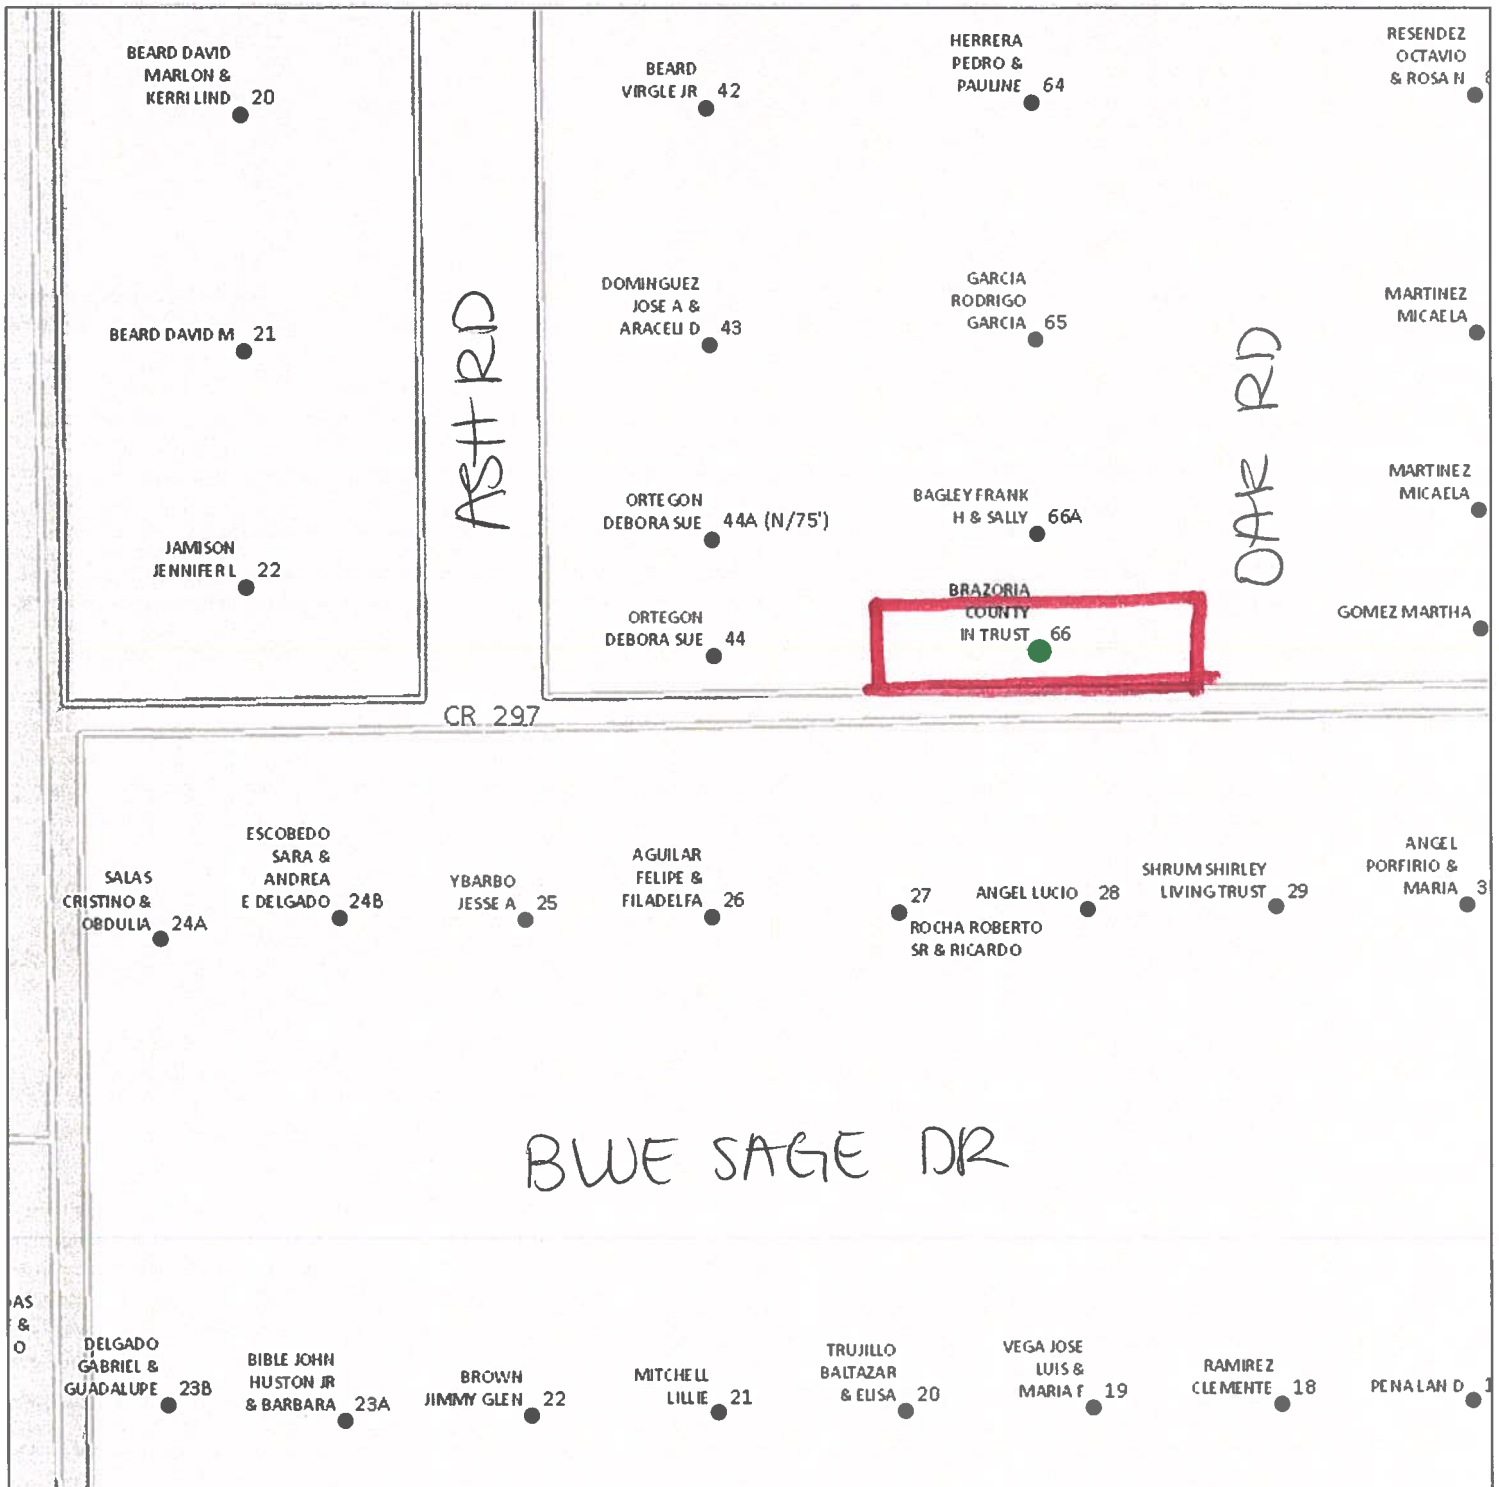 BEARD DAVID
MARLON &
KERRI LIND 20
BEARD
VIRGLE JR 42
HERRERA
PEDRO &
PAULINE 64
RESENDEZ
OCTAVIO
& ROSA N
BEARD DAVID M 21
ASH RD
DOMINGUEZ
JOSE A &
ARACELI D 43
GARCIA
RODRIGO
GARCIA 65
OAK RD
MARTINEZ
MICAELA
JAMISON
JENNIFER L 22
ORTEGON
DEBORA SUE 44A (N/75')
BAGLEY FRANK
H & SALLY 66A
MARTINEZ
MICAELA
ORTEGON
DEBORA SUE 44
BRAZORIA
COUNTY
IN TRUST 66
GOMEZ MARTHA
CR 297
SALAS
CRISTINO &
OBDULIA 24A
ESCOBEDO
SARA &
ANDREA
E DELGADO 24B
YBARBO
JESSE A 25
AGUILAR
FELIPE &
FILADELFA 26
27
ROCHA ROBERTO
SR & RICARDO
ANGEL LUCIO 28
SHRUM SHIRLEY
LIVING TRUST 29
ANGEL
PORFIRIO &
MARIA 3
BLUE SAGE DR
AS
&
O
DELGADO
GABRIEL &
GUADALUPE 23B
BIBLE JOHN
HUSTON JR
& BARBARA 23A
BROWN
JIMMY GLEN 22
MITCHELL
LILLIE 21
TRUJILLO
BALTAZAR
& ELISA 20
VEGA JOSE
LUIS &
MARIA F 19
RAMIREZ
CLEMENTE 18
PENA LAN D 1